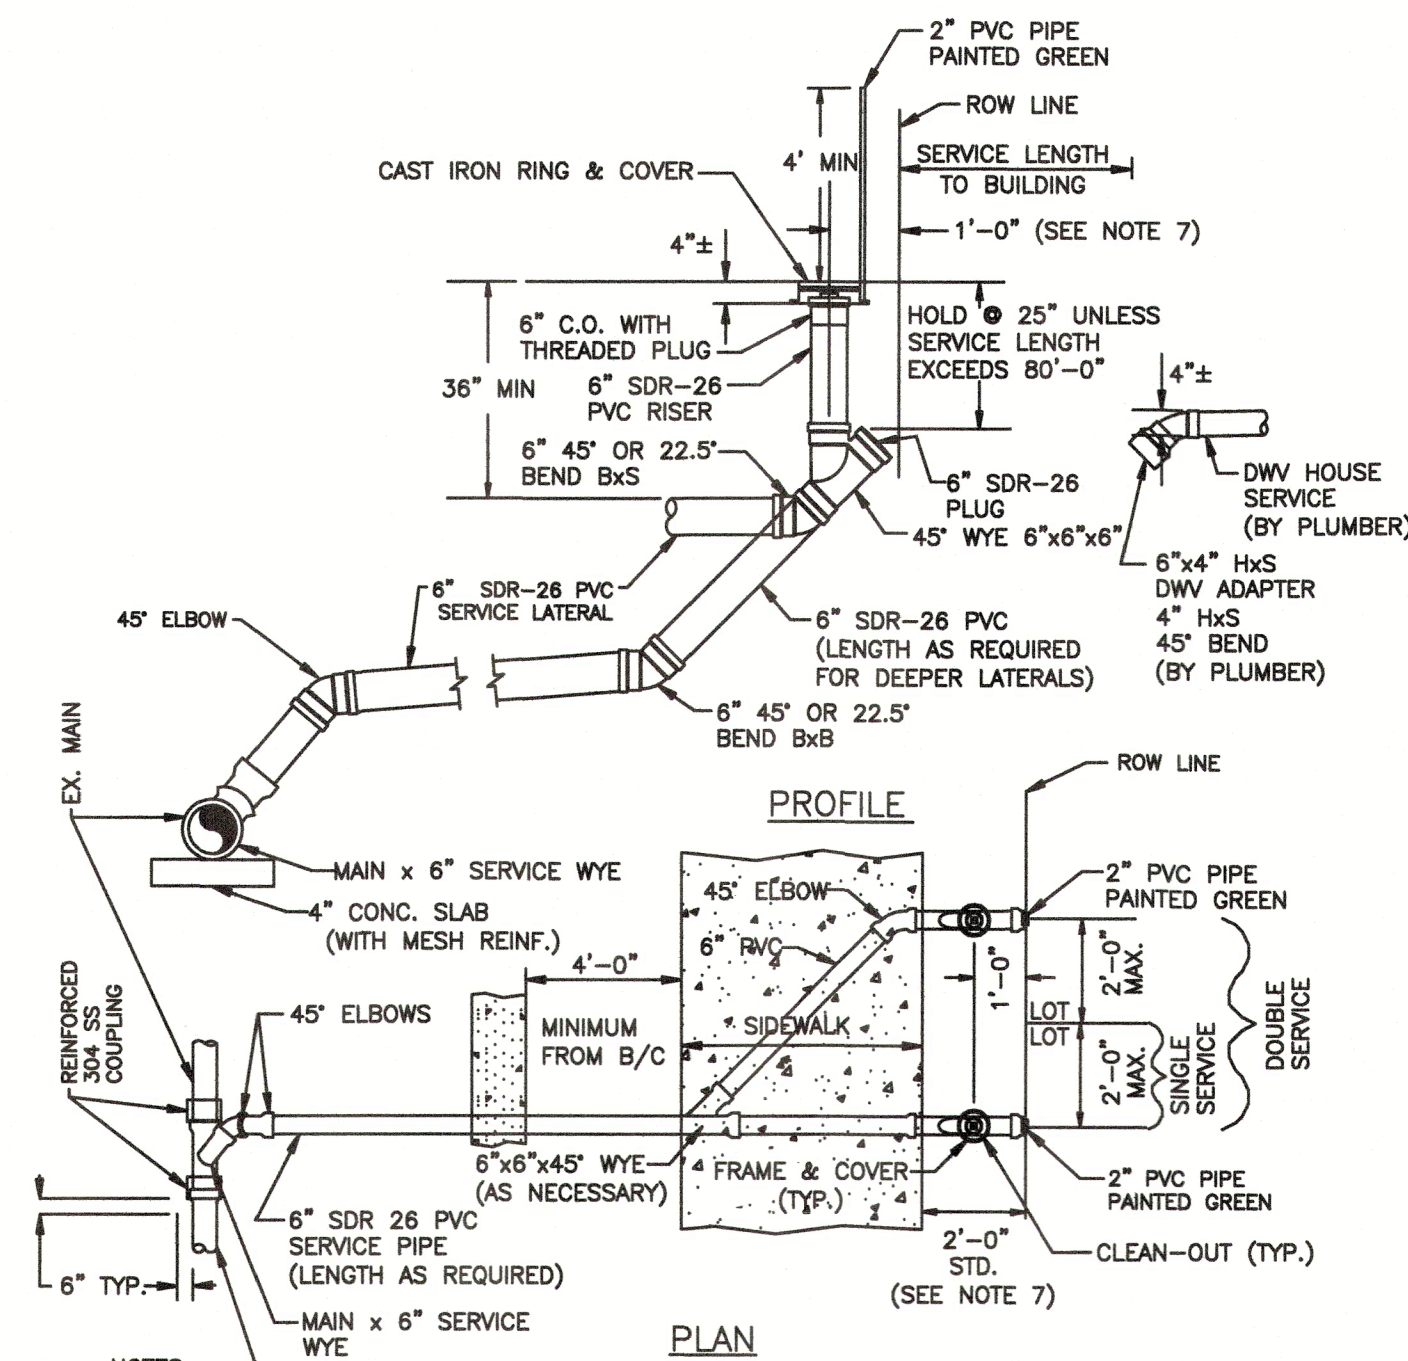 2" PVC PIPE
PAINTED GREEN
ROW LINE
4' MIN
SERVICE LENGTH
TO BUILDING
CAST IRON RING & COVER
1'-0" (SEE NOTE 7)
4"±
6" C.O. WITH
THREADED PLUG
HOLD @ 25" UNLESS
SERVICE LENGTH
EXCEEDS 80'-0"
36" MIN
6" SDR-26
PVC RISER
4"±
6" 45° OR 22.5°
BEND BxS
6" SDR-26
PLUG
DWV HOUSE
SERVICE
(BY PLUMBER)
45° WYE 6"x6"x6"
6"x4" HxS
DWV ADAPTER
4" HxS
45° BEND
(BY PLUMBER)
6" SDR-26 PVC
SERVICE LATERAL
45° ELBOW
6" SDR-26 PVC
(LENGTH AS REQUIRED
FOR DEEPER LATERALS)
6" 45° OR 22.5°
BEND BxB
EX. MAIN
ROW LINE
PROFILE
MAIN x 6" SERVICE WYE
4" CONC. SLAB
(WITH MESH REINF.)
45° ELBOW
2" PVC PIPE
PAINTED GREEN
6" PVC
4'-0"
1'-0"
2'-0"
MAX.
REINFORCED
304 SS
COUPLING
45° ELBOWS
MINIMUM
FROM B/C
SIDEWALK
LOT
LOT
2'-0"
MAX.
SINGLE
SERVICE
DOUBLE
SERVICE
6"x6"x45° WYE
(AS NECESSARY)
FRAME & COVER
(TYP.)
2" PVC PIPE
PAINTED GREEN
6" SDR 26 PVC
SERVICE PIPE
(LENGTH AS REQUIRED)
2'-0"
STD.
(SEE NOTE 7)
CLEAN-OUT (TYP.)
6" TYP.
MAIN x 6" SERVICE
WYE
PLAN
NOTES